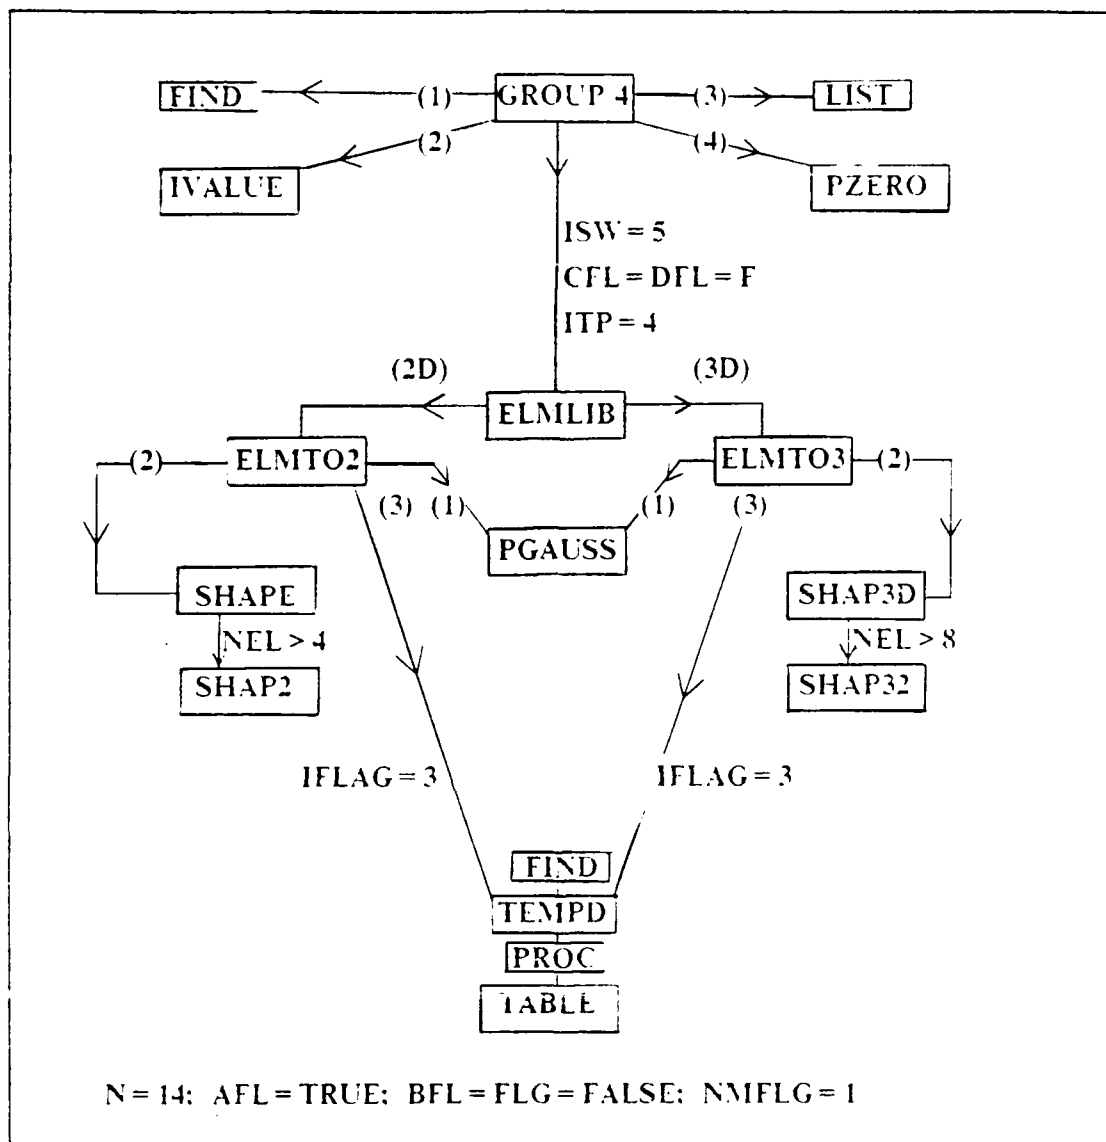 FIND (1) GROUP 4 (3) LIST
(2) (4)
IVALUE PZERO
ISW = 5
CFL = DFL = F
ITP = 4
(2D) (3D)
ELMLIB
(2) ELMTO2 ELMTO3 (2)
(3) (1) (1) (3)
PGAUSS
SHAPE SHAP3D
NEL > 4 NEL > 8
SHAP2 SHAP32
IFLAG = 3 IFLAG = 3
FIND
TEMPD
PROC
TABLE
N = 14; AFL = TRUE; BFL = FLG = FALSE; NMFLG = 1